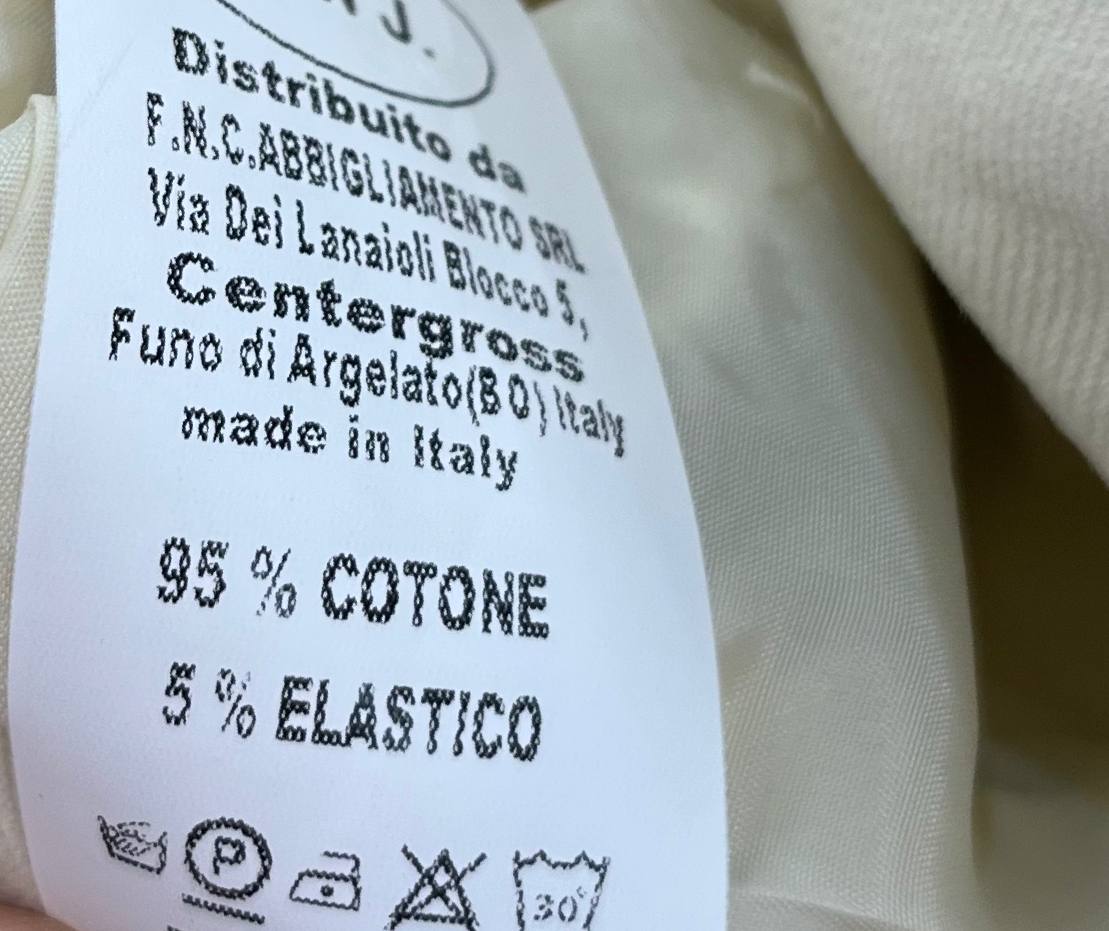 J.
Distribuito da
F.N.C.ABBIGLIAMENTO SRL
Via Dei Lanaioli Blocco 5,
Centergross
Funo di Argelato(BO) Italy
made in Italy
95 % COTONE
5 % ELASTICO
P
30°